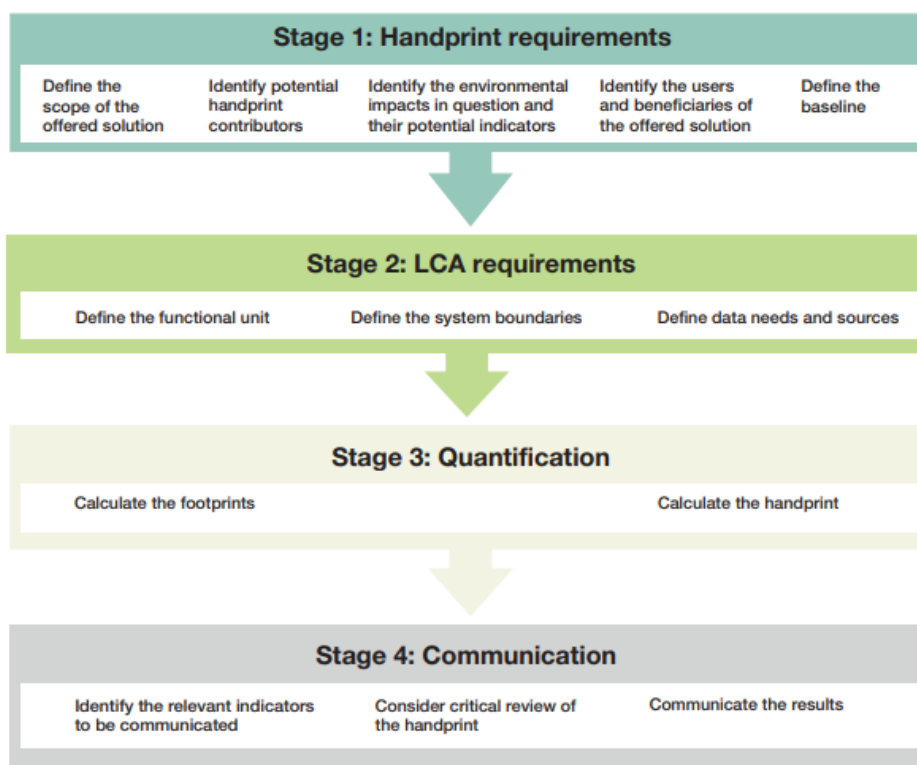 Stage 1: Handprint requirements
Define the
scope of the
offered solution
Identify potential
handprint
contributors
Identify the environmental
impacts in question and
their potential indicators
Identify the users
and beneficiaries of
the offered solution
Define the
baseline
Stage 2: LCA requirements
Define the functional unit
Define the system boundaries
Define data needs and sources
Stage 3: Quantification
Calculate the footprints
Calculate the handprint
Stage 4: Communication
Identify the relevant indicators
to be communicated
Consider critical review of
the handprint
Communicate the results